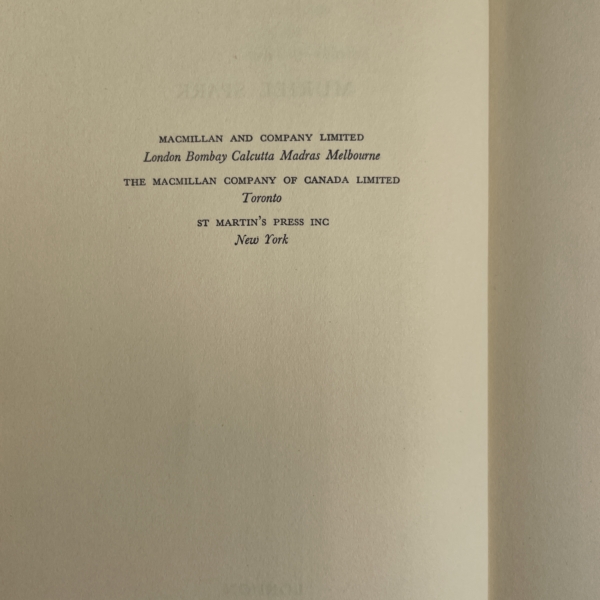 MACMILLAN AND COMPANY LIMITED
London Bombay Calcutta Madras Melbourne
THE MACMILLAN COMPANY OF CANADA LIMITED
Toronto
ST MARTIN'S PRESS INC
New York